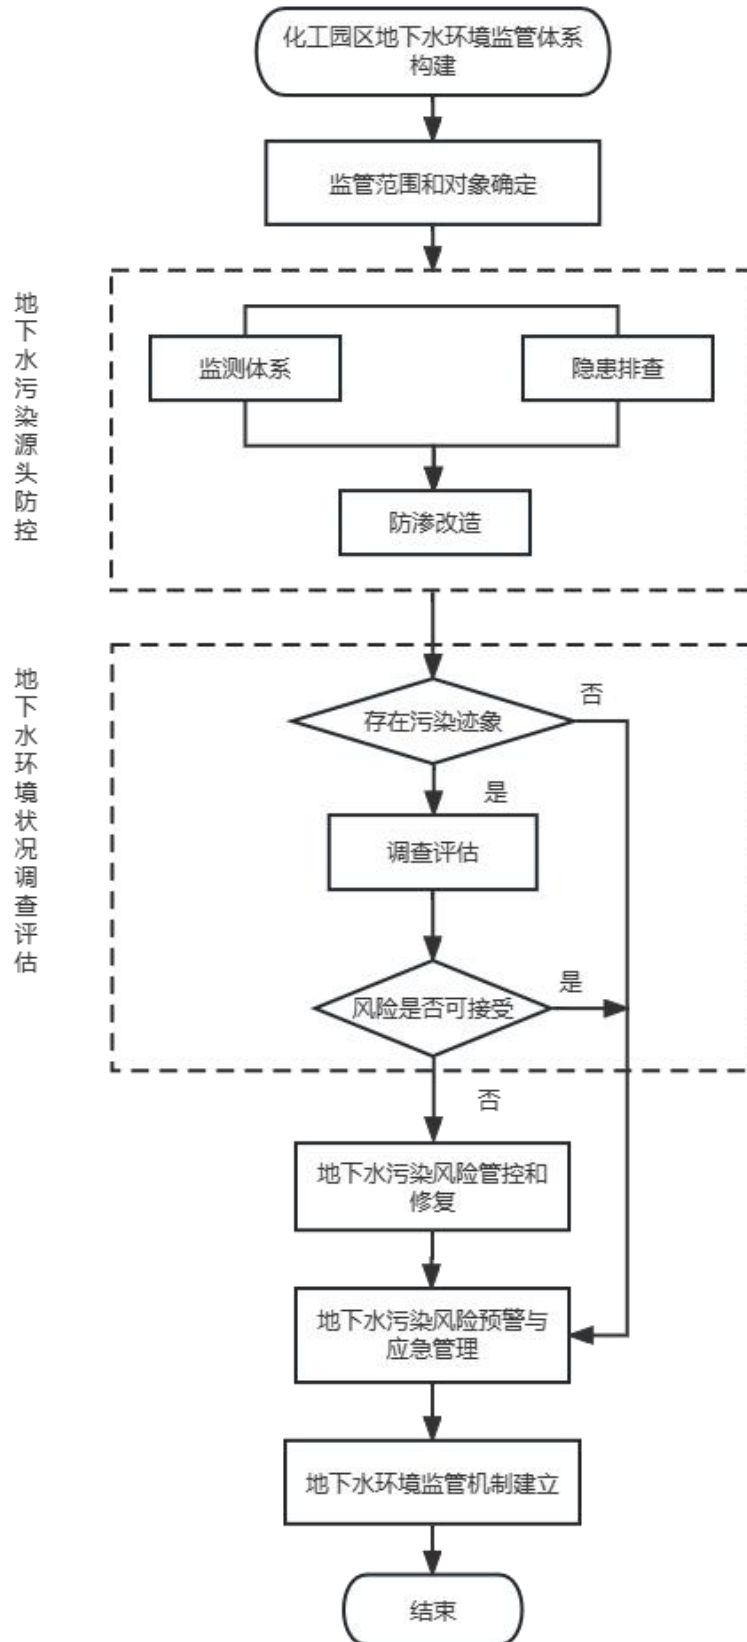 化工园区地下水环境监管体系
构建
监管范围和对象确定
地下水污染源头防控
监测体系
隐患排查
防渗改造
地下水环境状况调查评估
存在污染迹象
否
是
调查评估
风险是否可接受
是
否
地下水污染风险管控和
修复
地下水污染风险预警与
应急管理
地下水环境监管机制建立
结束